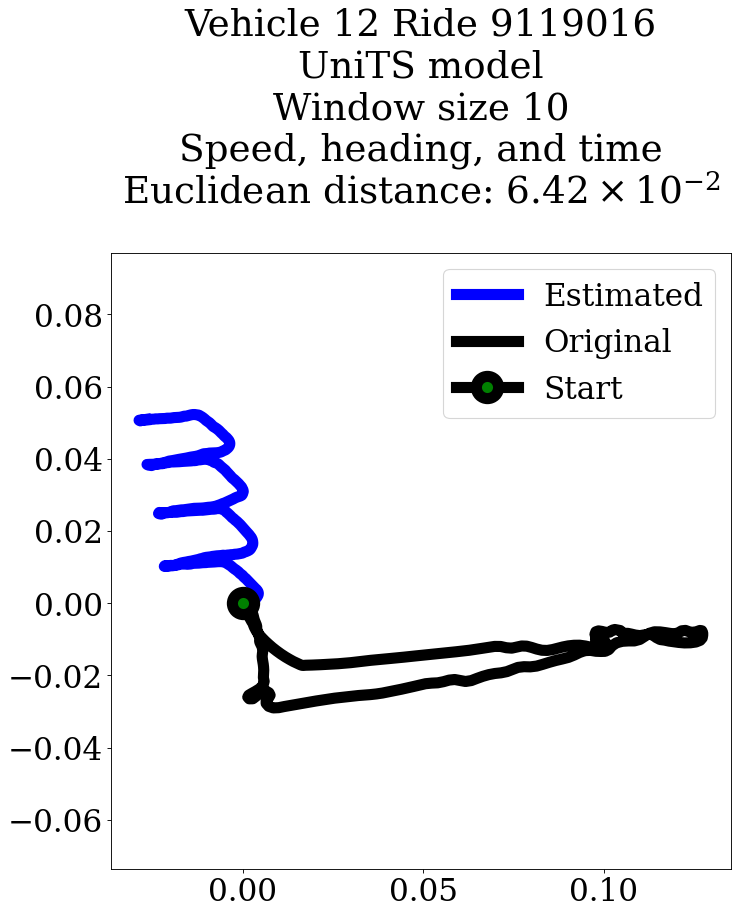 Vehicle 12 Ride 9119016
UniTS model
Window size 10
Speed, heading, and time
Euclidean distance: 6.42 × 10⁻²
Estimated
Original
Start
0.08
0.06
0.04
0.02
0.00
−0.02
−0.04
−0.06
0.00 0.05 0.10